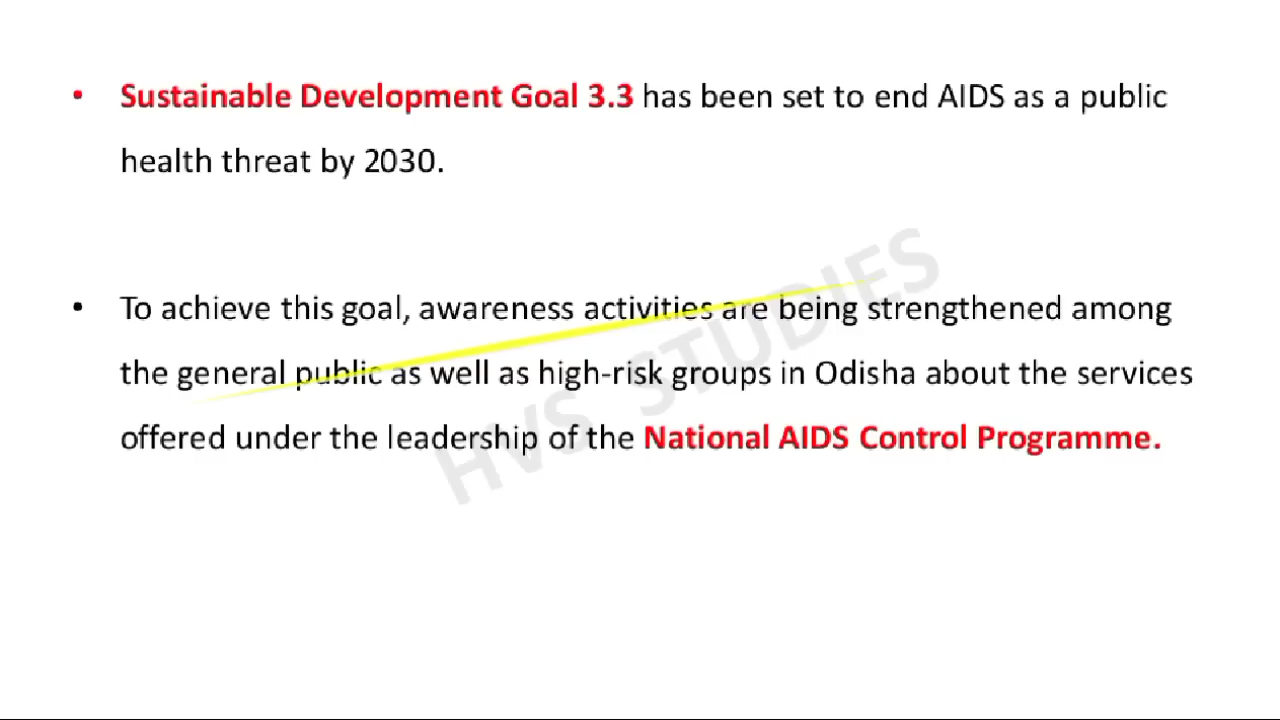 • Sustainable Development Goal 3.3 has been set to end AIDS as a public
health threat by 2030.
• To achieve this goal, awareness activities are being strengthened among
the general public as well as high-risk groups in Odisha about the services
offered under the leadership of the National AIDS Control Programme.
HVS STUDIES